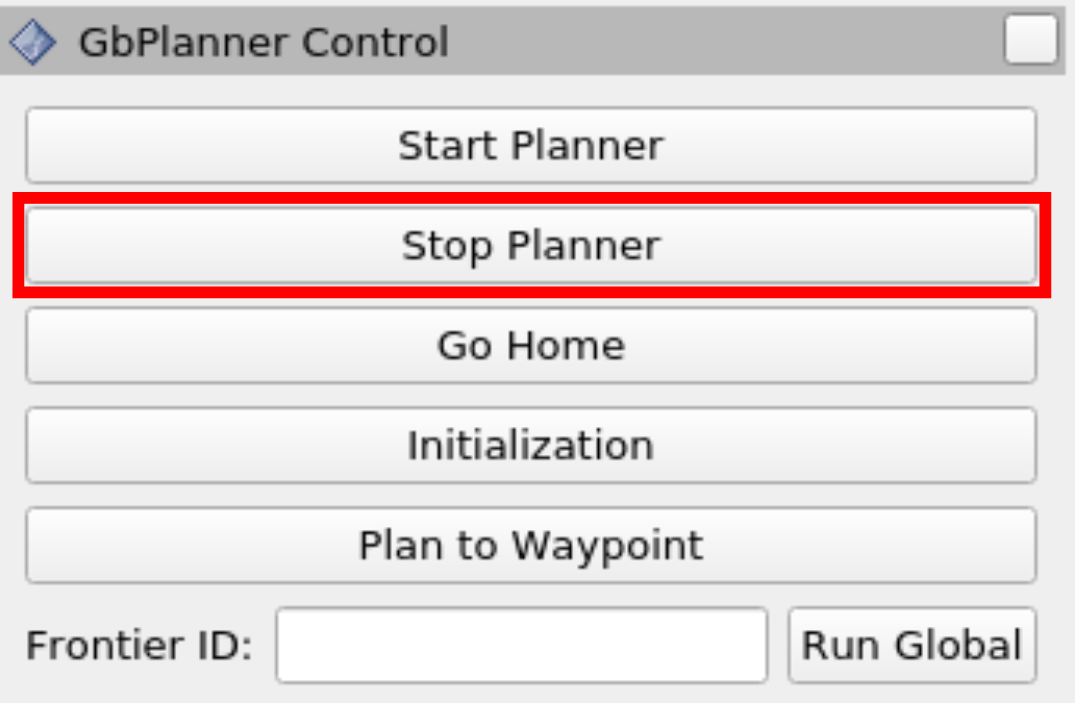 GbPlanner Control
Start Planner
Stop Planner
Go Home
Initialization
Plan to Waypoint
Frontier ID: Run Global